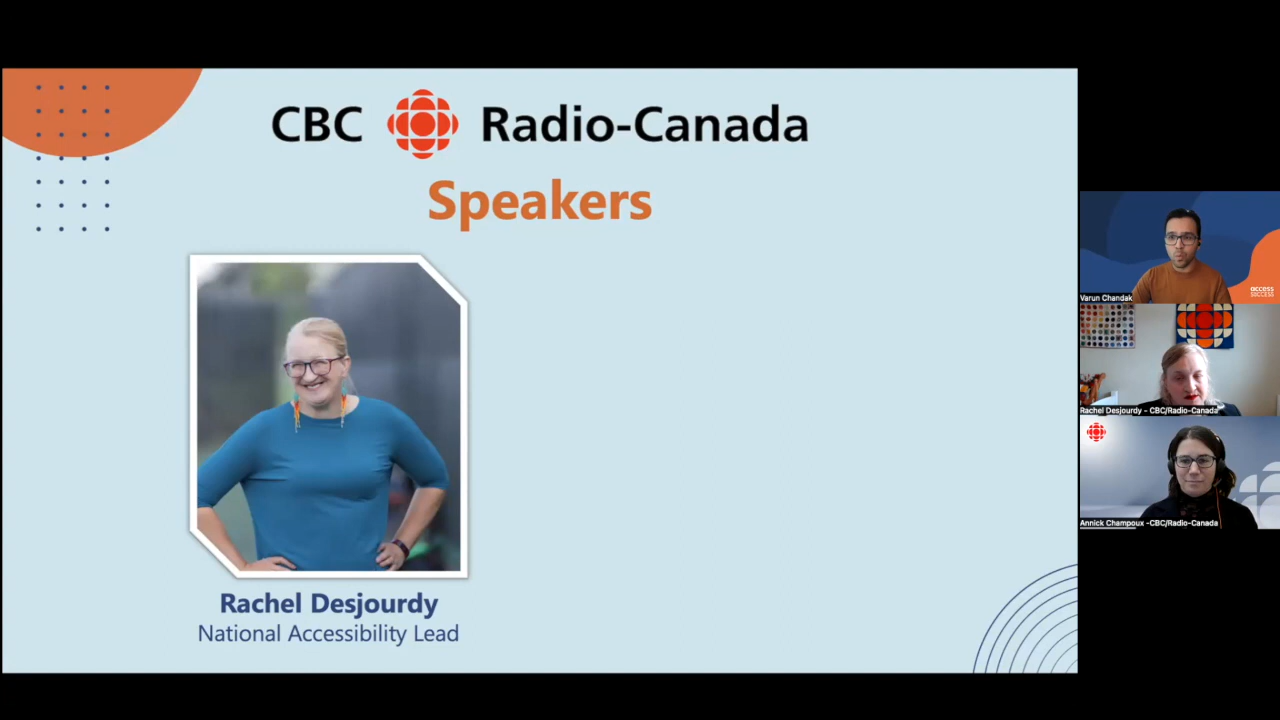 CBC Radio-Canada
Speakers
Rachel Desjourdy
National Accessibility Lead
Varun Chandak
access
success
Rachel Desjourdy - CBC/Radio-Canada
Annick Champoux -CBC/Radio-Canada